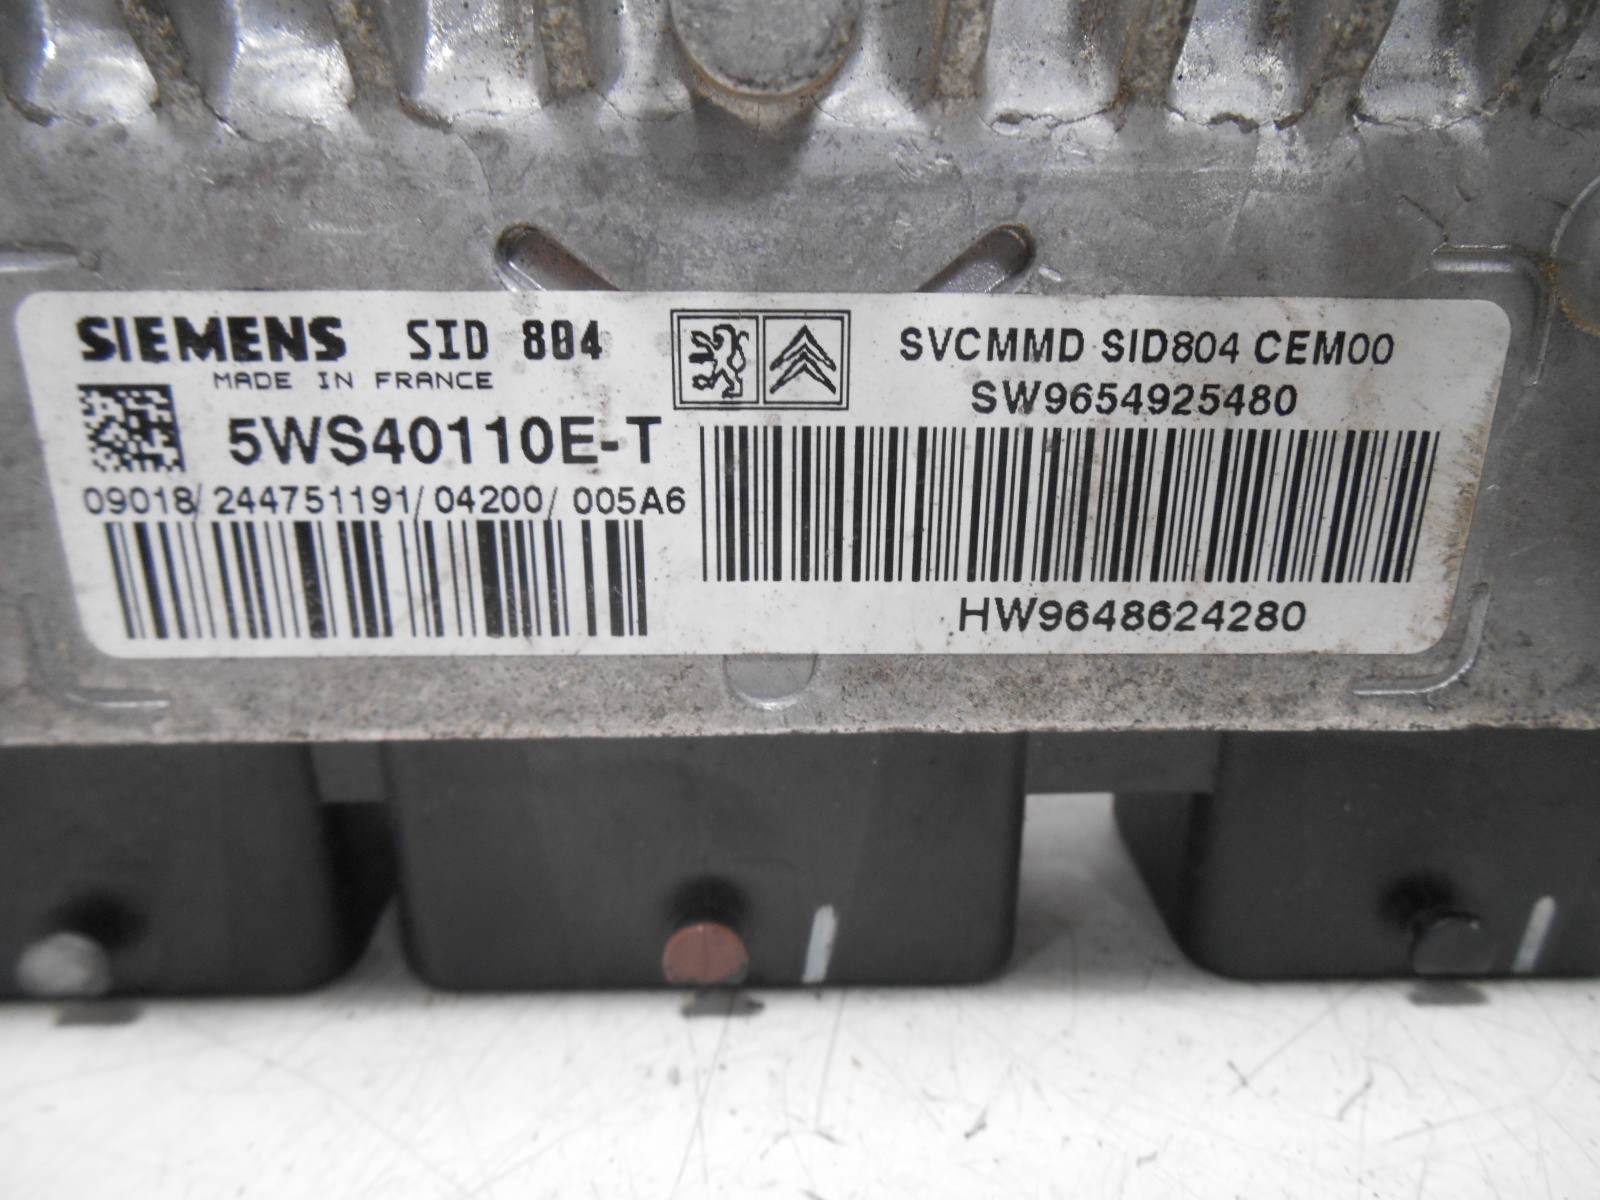 SIEMENS SID 804
MADE IN FRANCE
5WS40110E-T
09018/244751191/04200/005A6
SVCMMD SID804 CEM00
SW9654925480
HW9648624280